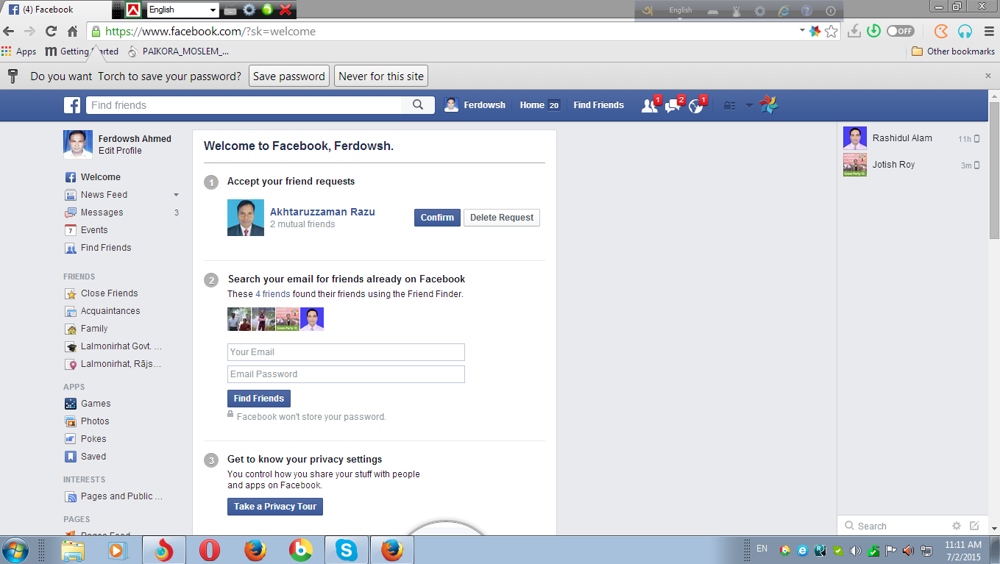 (4) Facebook
English
English
https://www.facebook.com/?sk=welcome
OFF
Apps
Getting
arted
PAIKORA_MOSLEM_...
Other bookmarks
Do you want Torch to save your password?
Save password
Never for this site
Find friends
Ferdowsh
Home 20
Find Friends
1
2
1
Ferdowsh Ahmed
Edit Profile
Welcome
News Feed
Messages 3
Events
Find Friends
FRIENDS
Close Friends
Acquaintances
Family
Lalmonirhat Govt. ...
Lalmonirhat, Rājs...
APPS
Games
Photos
Pokes
Saved
INTERESTS
Pages and Public ...
PAGES
Pages Feed
Welcome to Facebook, Ferdowsh.
1 Accept your friend requests
Akhtaruzzaman Razu
2 mutual friends
Confirm
Delete Request
2 Search your email for friends already on Facebook
These 4 friends found their friends using the Friend Finder.
Your Email
Email Password
Find Friends
Facebook won't store your password.
3 Get to know your privacy settings
You control how you share your stuff with people
and apps on Facebook.
Take a Privacy Tour
Rashidul Alam 11h
Jotish Roy 3m
Search
EN
11:11 AM
7/2/2015